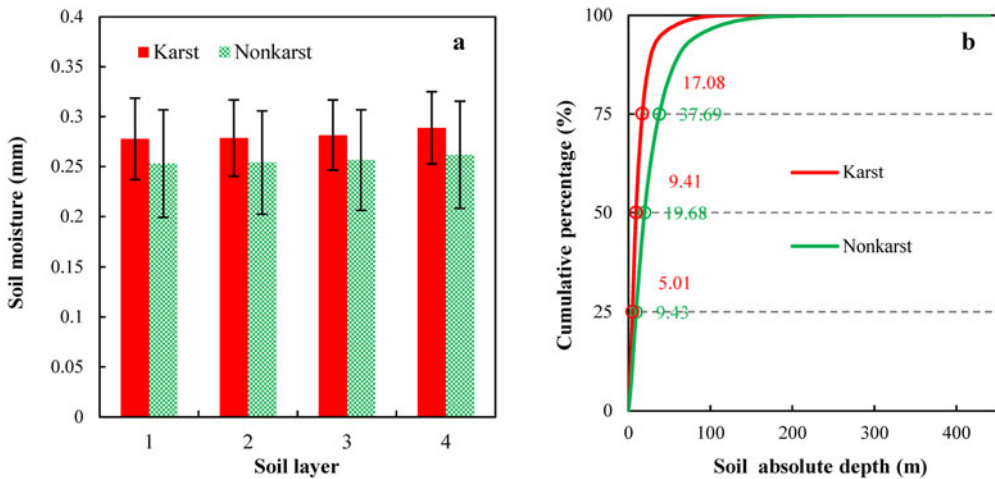 0.4
0.35
0.3
0.25
0.2
0.15
0.1
0.05
0
Soil moisture (mm)
Karst
Nonkarst
a
1 2 3 4
Soil layer
100
75
50
25
0
Cumulative percentage (%)
b
17.08
37.69
9.41
19.68
5.01
9.43
Karst
Nonkarst
0 100 200 300 400
Soil absolute depth (m)